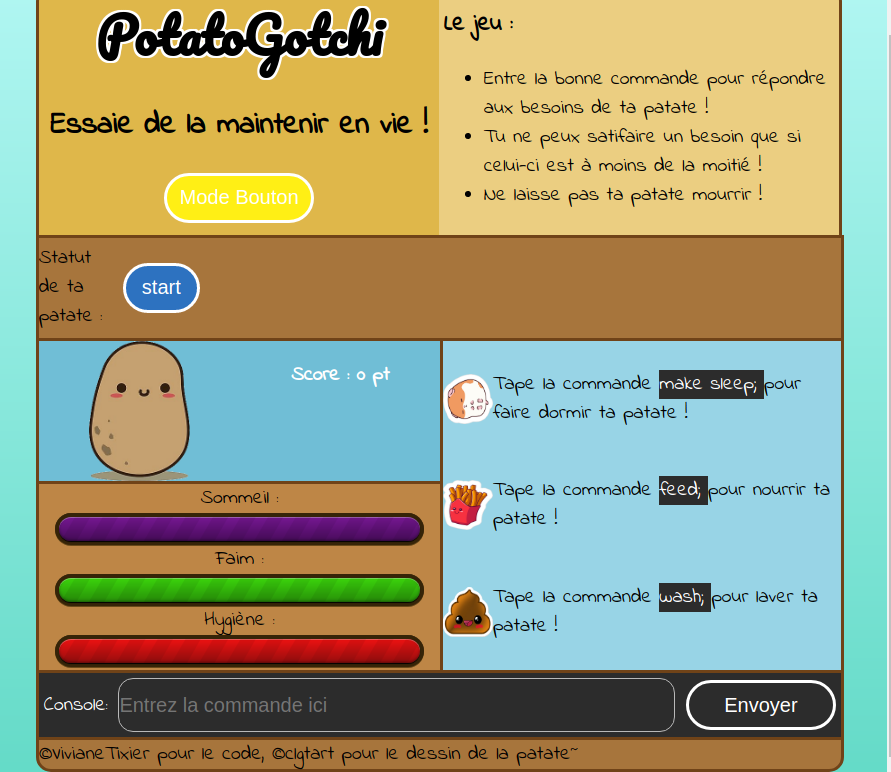 PotatoGotchi
Essaie de la maintenir en vie !
Mode Bouton
Le jeu :
Entre la bonne commande pour répondre
aux besoins de ta patate !
Tu ne peux satifaire un besoin que si
celui-ci est à moins de la moitié !
Ne laisse pas ta patate mourrir !
Statut
de ta
patate :
start
Score : 0 pt
Tape la commande make sleep; pour
faire dormir ta patate !
Tape la commande feed; pour nourrir ta
patate !
Tape la commande wash; pour laver ta
patate !
Sommeil :
Faim :
Hygiène :
Console:
Entrez la commande ici
Envoyer
©VivianeTixier pour le code, ©clgtart pour le dessin de la patate~